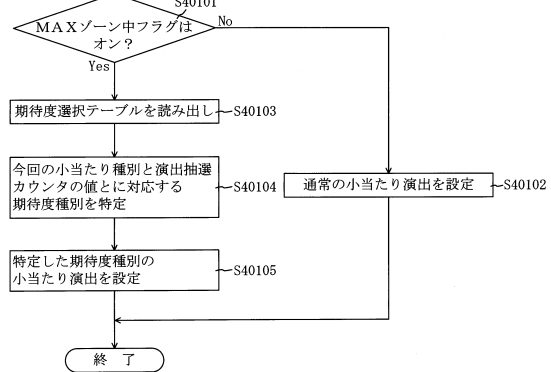 S40101
MAXゾーン中フラグは
オン?
No
Yes
期待度選択テーブルを読み出し
S40103
今回の小当たり種別と演出抽選
カウンタの値とに対応する
期待度種別を特定
S40104
通常の小当たり演出を設定
S40102
特定した期待度種別の
小当たり演出を設定
S40105
終 了